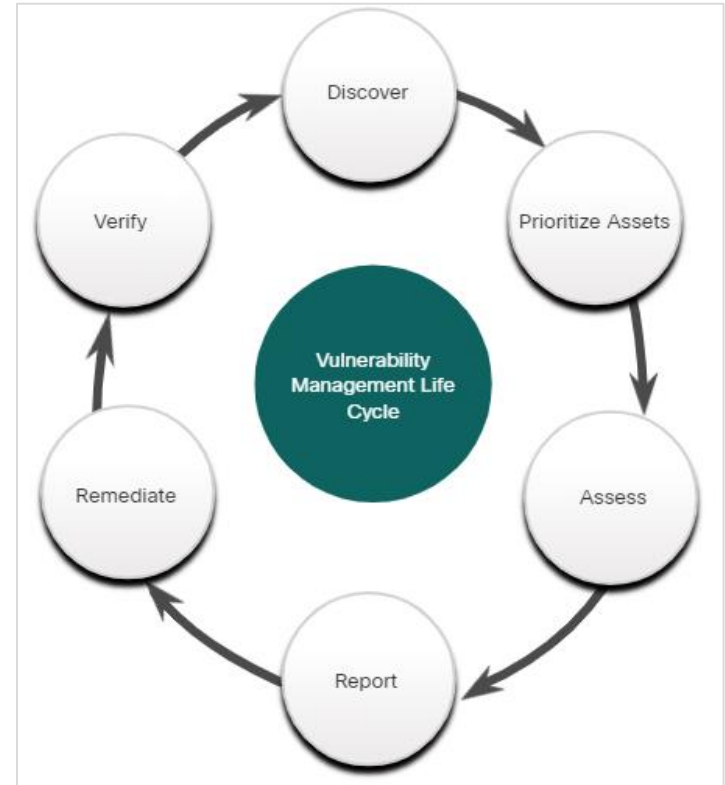 Discover
Prioritize Assets
Assess
Report
Remediate
Verify
Vulnerability
Management Life
Cycle